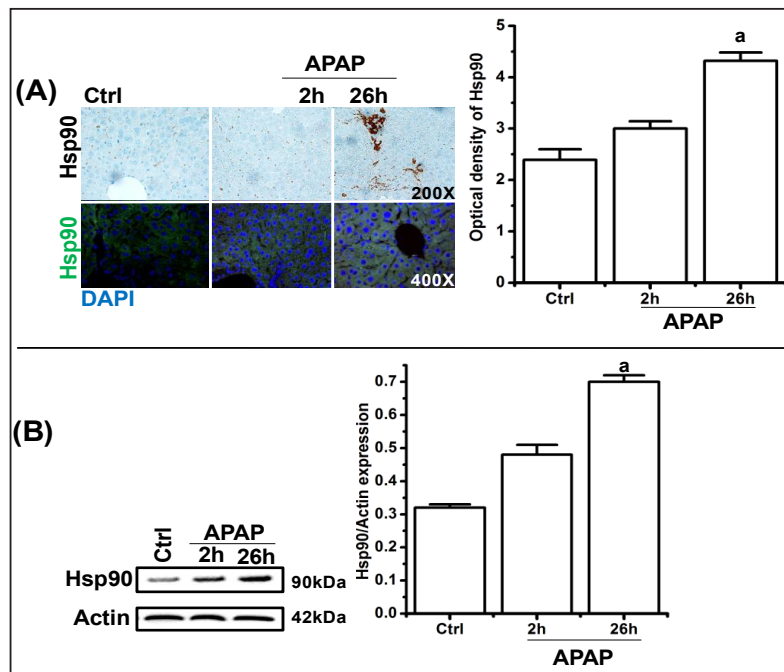 (A)
APAP
Ctrl 2h 26h
Hsp90
200X
Hsp90
400X
DAPI
Optical density of Hsp90
5
4
3
2
1
0
a
Ctrl 2h 26h
APAP
(B)
Ctrl
APAP
2h 26h
Hsp90 90kDa
Actin 42kDa
Hsp90/Actin expression
0.7
0.6
0.5
0.4
0.3
0.2
0.1
0.0
a
Ctrl 2h 26h
APAP